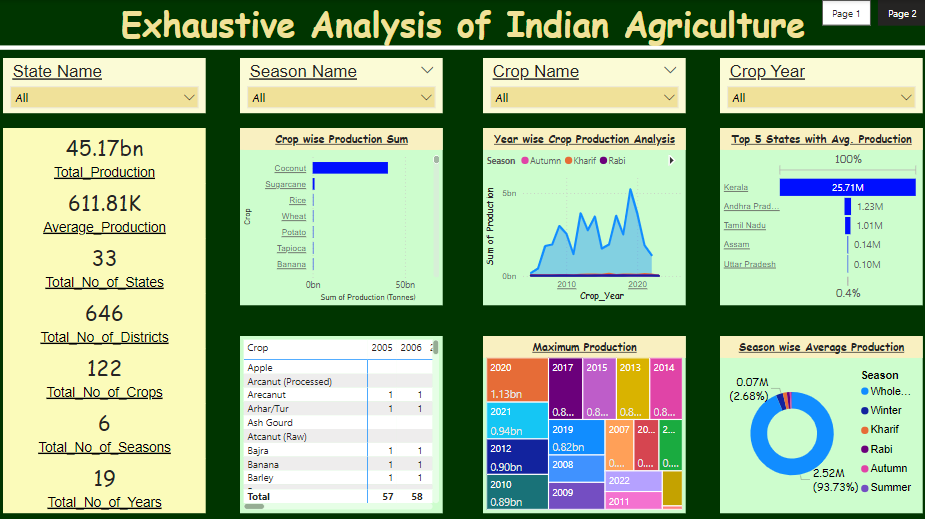 Exhaustive Analysis of Indian Agriculture
Page 1
Page 2
State Name
All
Season Name
All
Crop Name
All
Crop Year
All
45.17bn
Total_Production
611.81K
Average_Production
33
Total_No_of_States
646
Total_No_of_Districts
122
Total_No_of_Crops
6
Total_No_of_Seasons
19
Total_No_of_Years
Crop wise Production Sum
Crop
Coconut
Sugarcane
Rice
Wheat
Potato
Tapioca
Banana
0bn 50bn
Sum of Production (Tonnes)
Year wise Crop Production Analysis
Season Autumn Kharif Rabi
Sum of Production
5bn
0bn
2010 2020
Crop_Year
Top 5 States with Avg. Production
100%
Kerala 25.71M
Andhra Prad... 1.23M
Tamil Nadu 1.01M
Assam 0.14M
Uttar Pradesh 0.10M
0.4%
Crop 2005 2006
Apple
Arcanut (Processed)
Arecanut 1 1
Arhar/Tur 1 1
Ash Gourd
Atcanut (Raw)
Bajra 1 1
Banana 1 1
Barley 1 1
Total 57 58
Maximum Production
2020
1.13bn
2021
0.94bn
2012
0.90bn
2010
0.89bn
2017
0.8...
2015
0.8...
2013
0.8...
2014
0.8...
2019
0.82bn
2008
2009
2007
0....
20...
0....
2...
0....
2022
2011
Season wise Average Production
0.07M
(2.68%)
2.52M
(93.73%)
Season
Whole...
Winter
Kharif
Rabi
Autumn
Summer